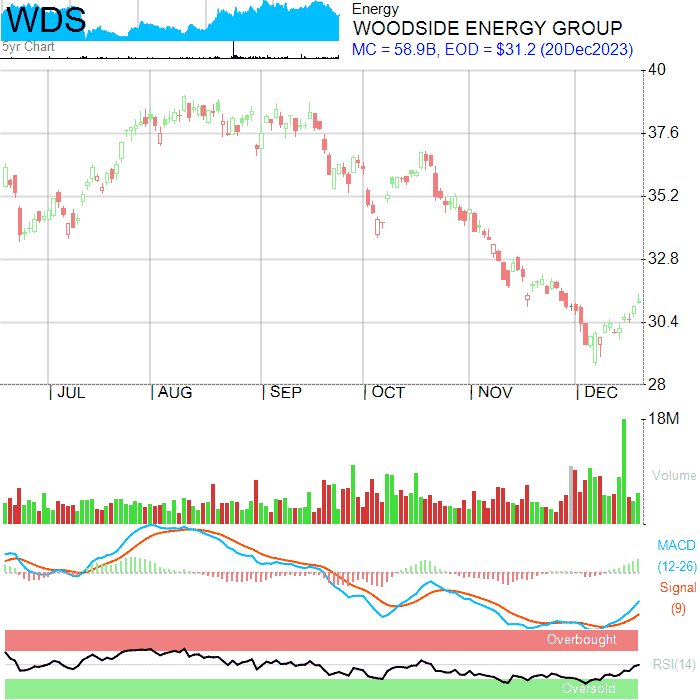 WDS
5yr Chart
Energy
WOODSIDE ENERGY GROUP
MC = 58.9B, EOD = $31.2 (20Dec2023)
40
37.6
35.2
32.8
30.4
28
JUL AUG SEP OCT NOV DEC
18M
Volume
MACD
(12-26)
Signal
(9)
Overbought
RSI(14)
Oversold